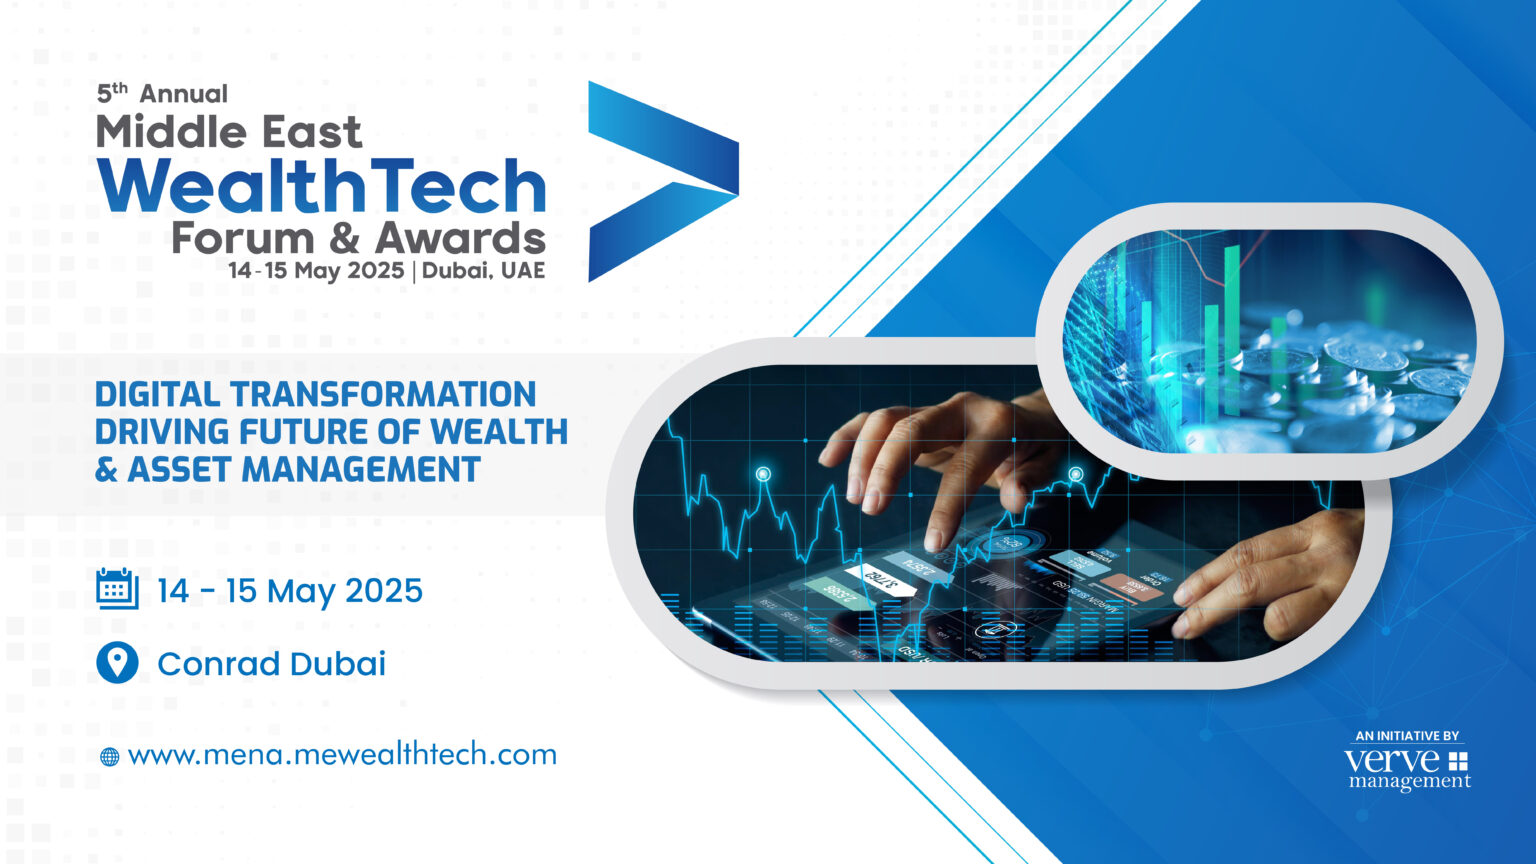 5th Annual
Middle East
WealthTech
Forum & Awards
14-15 May 2025 | Dubai, UAE
DIGITAL TRANSFORMATION
DRIVING FUTURE OF WEALTH
& ASSET MANAGEMENT
14 - 15 May 2025
Conrad Dubai
www.mena.mewealthtech.com
AN INITIATIVE BY
verve
management